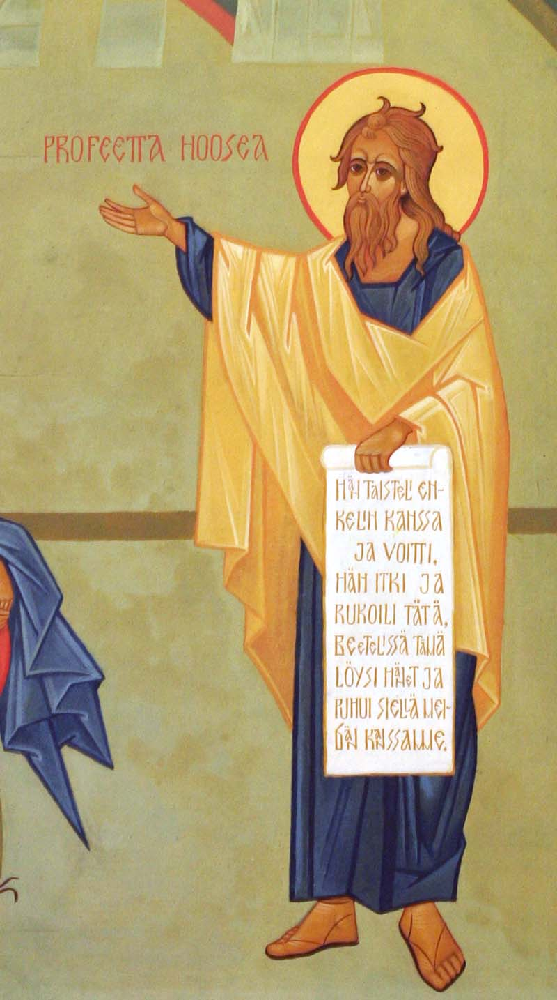 PROFEETTA HOOSEA
HÄN TAISTELI EN-
KELIN KANSSA
JA VOITTI,
HÄN ITKI JA
RUKOILI TÄTÄ,
BEETELISSÄ TÄMÄ
LÖYSI HÄNET JA
PUHUI SIELLÄ MEI-
DÄN KANSSAMME.